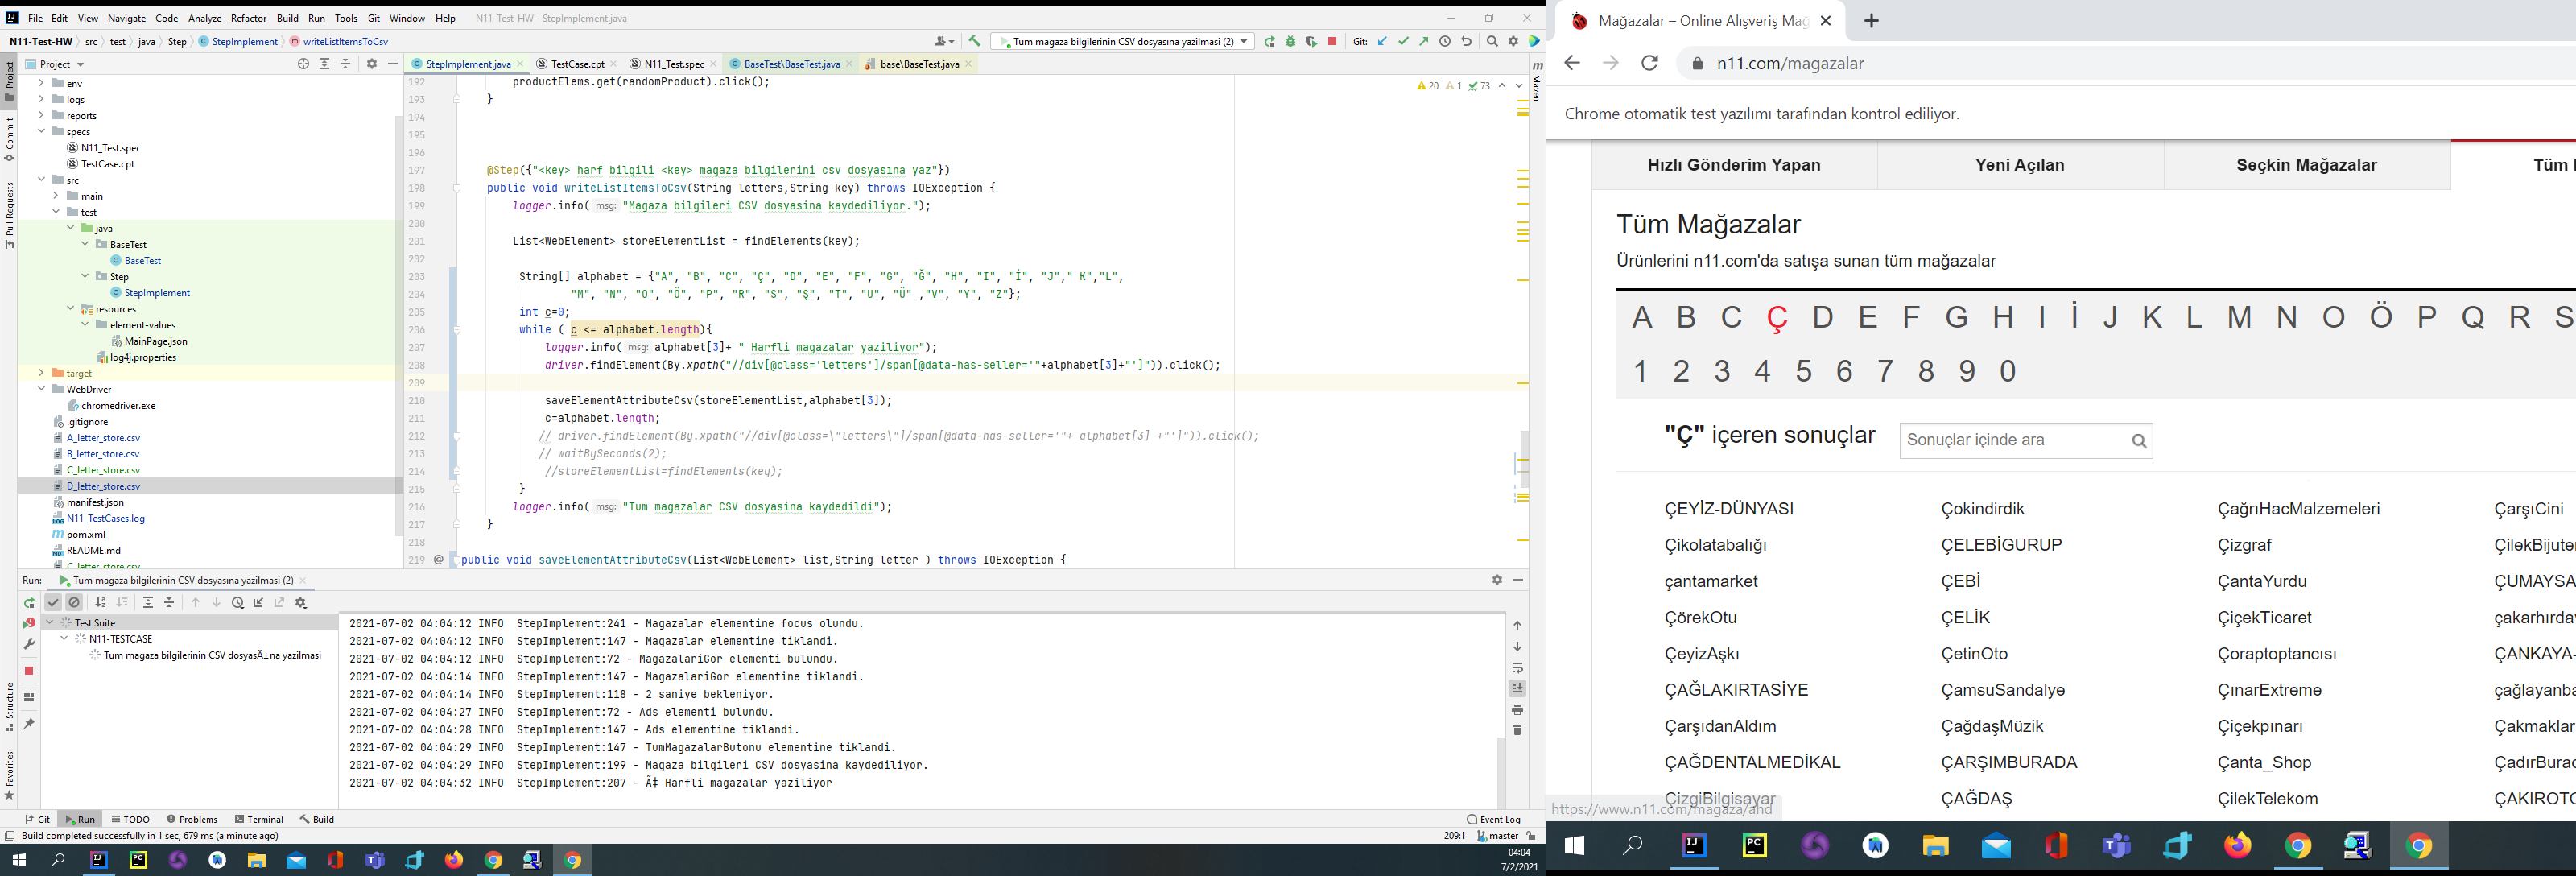 File Edit View Navigate Code Analyze Refactor Build Run Tools Git Window Help N11-Test-HW - StepImplement.java
N11-Test-HW src test java Step StepImplement writeListItemsToCsv
Tum magaza bilgilerinin CSV dosyasına yazilmasi (2)
Git:
Project
StepImplement.java TestCase.cpt N11_Test.spec BaseTest\BaseTest.java base\BaseTest.java
Project
Commit
Pull Requests
Structure
Favorites
Maven
env
logs
reports
specs
N11_Test.spec
TestCase.cpt
src
main
test
java
BaseTest
BaseTest
Step
StepImplement
resources
element-values
MainPage.json
log4j.properties
target
WebDriver
chromedriver.exe
.gitignore
A_letter_store.csv
B_letter_store.csv
C_letter_store.csv
D_letter_store.csv
manifest.json
N11_TestCases.log
pom.xml
README.md
Ç_letter_store.csv
20 1 73
192 productElems.get(randomProduct).click();
193 }
194
195
196
197 @Step({"<key> harf bilgili <key> magaza bilgilerini csv dosyasına yaz"})
198 public void writeListItemsToCsv(String letters,String key) throws IOException {
199 logger.info( msg: "Magaza bilgileri CSV dosyasina kaydediliyor.");
200
201 List<WebElement> storeElementList = findElements(key);
202
203 String[] alphabet = {"A", "B", "C", "Ç", "D", "E", "F", "G", "Ğ", "H", "I", "İ", "J"," K","L",
204 "M", "N", "O", "Ö", "P", "R", "S", "Ş", "T", "U", "Ü" ,"V", "Y", "Z"};
205 int c=0;
206 while ( c <= alphabet.length){
207 logger.info( msg: alphabet[3]+ " Harfli magazalar yaziliyor");
208 driver.findElement(By.xpath("//div[@class='letters']/span[@data-has-seller='"+alphabet[3]+"']")).click();
209
210 saveElementAttributeCsv(storeElementList,alphabet[3]);
211 c=alphabet.length;
212 // driver.findElement(By.xpath("//div[@class=\"letters\"]/span[@data-has-seller='"+ alphabet[3] +"']")).click();
213 // waitBySeconds(2);
214 //storeElementList=findElements(key);
215 }
216 logger.info( msg: "Tum magazalar CSV dosyasina kaydedildi");
217 }
218
219 @ public void saveElementAttributeCsv(List<WebElement> list,String letter ) throws IOException {
Run: Tum magaza bilgilerinin CSV dosyasına yazilmasi (2)
Test Suite
N11-TESTCASE
Tum magaza bilgilerinin CSV dosyasÄ±na yazilmasi
2021-07-02 04:04:12 INFO StepImplement:241 - Magazalar elementine focus olundu.
2021-07-02 04:04:12 INFO StepImplement:147 - Magazalar elementine tiklandi.
2021-07-02 04:04:12 INFO StepImplement:72 - MagazalariGor elementi bulundu.
2021-07-02 04:04:14 INFO StepImplement:147 - MagazalariGor elementine tiklandi.
2021-07-02 04:04:14 INFO StepImplement:118 - 2 saniye bekleniyor.
2021-07-02 04:04:27 INFO StepImplement:72 - Ads elementi bulundu.
2021-07-02 04:04:28 INFO StepImplement:147 - Ads elementine tiklandi.
2021-07-02 04:04:29 INFO StepImplement:147 - TumMagazalarButonu elementine tiklandi.
2021-07-02 04:04:29 INFO StepImplement:199 - Magaza bilgileri CSV dosyasina kaydediliyor.
2021-07-02 04:04:32 INFO StepImplement:207 - Ã‡ Harfli magazalar yaziliyor
Git Run TODO Problems Terminal Build Event Log
Build completed successfully in 1 sec, 679 ms (a minute ago) 209:1 master
04:04
7/2/2021
Mağazalar – Online Alışveriş Mağ
n11.com/magazalar
Chrome otomatik test yazılımı tarafından kontrol ediliyor.
Hızlı Gönderim Yapan Yeni Açılan Seçkin Mağazalar Tüm
Tüm Mağazalar
Ürünlerini n11.com'da satışa sunan tüm mağazalar
A B C Ç D E F G H I İ J K L M N O Ö P Q R S
1 2 3 4 5 6 7 8 9 0
"Ç" içeren sonuçlar Sonuçlar içinde ara
ÇEYİZ-DÜNYASI Çokindirdik ÇağrıHacMalzemeleri ÇarşıCini
Çikolatabalığı ÇELEBİGURUP Çizgraf ÇilekBijuter
çantamarket ÇEBİ ÇantaYurdu ÇUMAYSA
ÇörekOtu ÇELİK ÇiçekTicaret çakarhırdav
ÇeyizAşkı ÇetinOto Çoraptoptancısı ÇANKAYA-
ÇAĞLAKIRTASİYE ÇamsuSandalye ÇınarExtreme çağlayanba
ÇarşıdanAldım ÇağdaşMüzik Çiçekpınarı Çakmaklar
ÇAĞDENTALMEDİKAL ÇARŞIMBURADA Çanta_Shop ÇadırBurad
ÇizgiBilgisayar ÇAĞDAŞ ÇilekTelekom ÇAKIROTO
https://www.n11.com/magaza/ahd